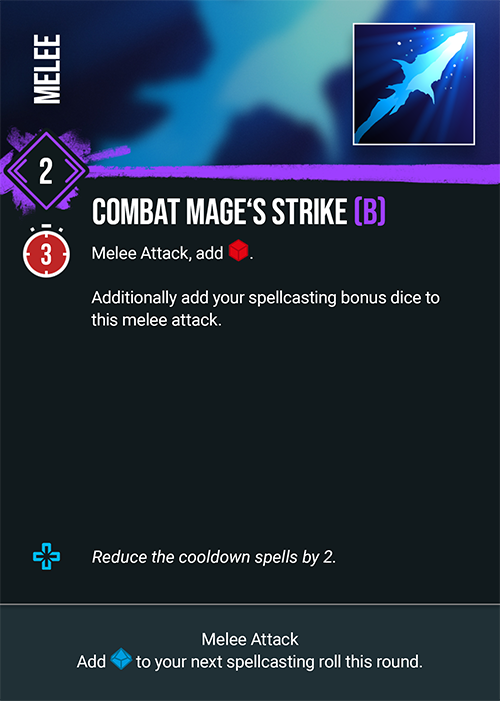 MELEE
2
COMBAT MAGE‘S STRIKE (B)
3
Melee Attack, add .
Additionally add your spellcasting bonus dice to
this melee attack.
Reduce the cooldown spells by 2.
Melee Attack
Add to your next spellcasting roll this round.